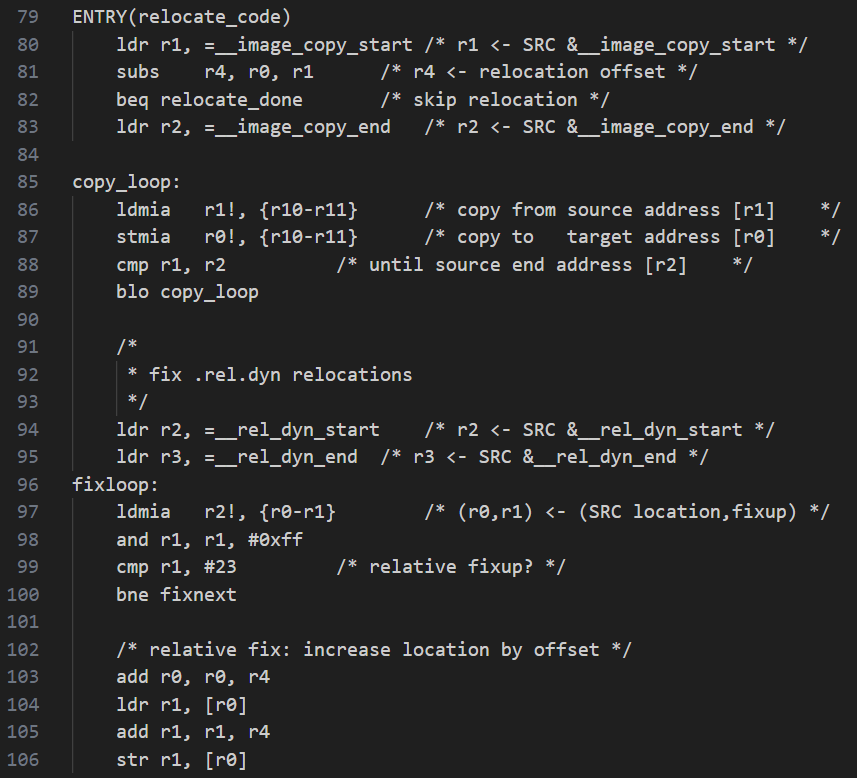 79 ENTRY(relocate_code)
80 ldr r1, =__image_copy_start /* r1 <- SRC &__image_copy_start */
81 subs r4, r0, r1 /* r4 <- relocation offset */
82 beq relocate_done /* skip relocation */
83 ldr r2, =__image_copy_end /* r2 <- SRC &__image_copy_end */
84
85 copy_loop:
86 ldmia r1!, {r10-r11} /* copy from source address [r1] */
87 stmia r0!, {r10-r11} /* copy to target address [r0] */
88 cmp r1, r2 /* until source end address [r2] */
89 blo copy_loop
90
91 /*
92 * fix .rel.dyn relocations
93 */
94 ldr r2, =__rel_dyn_start /* r2 <- SRC &__rel_dyn_start */
95 ldr r3, =__rel_dyn_end /* r3 <- SRC &__rel_dyn_end */
96 fixloop:
97 ldmia r2!, {r0-r1} /* (r0,r1) <- (SRC location,fixup) */
98 and r1, r1, #0xff
99 cmp r1, #23 /* relative fixup? */
100 bne fixnext
101
102 /* relative fix: increase location by offset */
103 add r0, r0, r4
104 ldr r1, [r0]
105 add r1, r1, r4
106 str r1, [r0]